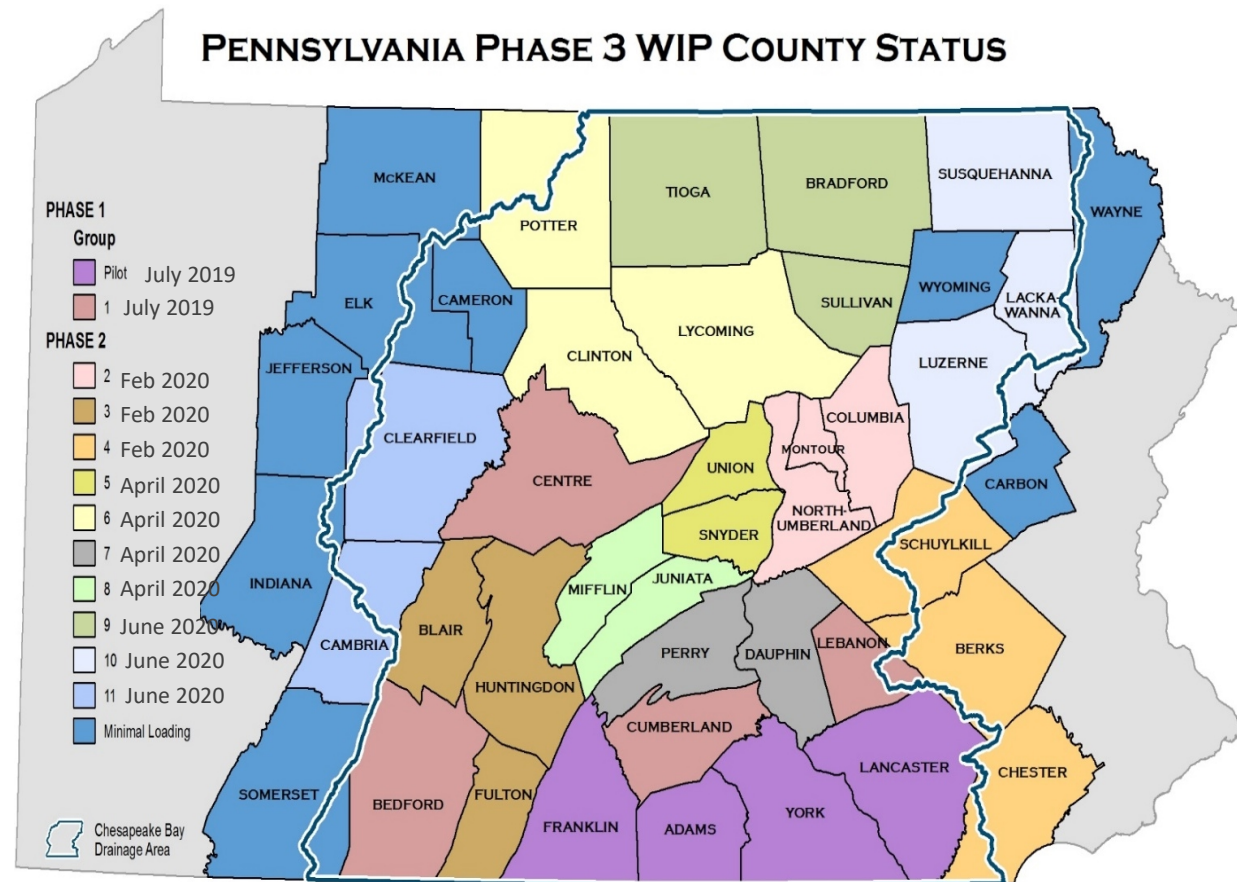 PENNSYLVANIA PHASE 3 WIP COUNTY STATUS
PHASE 1
Group
Pilot July 2019
1 July 2019
PHASE 2
2 Feb 2020
3 Feb 2020
4 Feb 2020
5 April 2020
6 April 2020
7 April 2020
8 April 2020
9 June 2020
10 June 2020
11 June 2020
Minimal Loading
Chesapeake Bay
Drainage Area
McKEAN
POTTER
TIOGA
BRADFORD
SUSQUEHANNA
WAYNE
ELK
CAMERON
SULLIVAN
WYOMING
LACKA-
WANNA
JEFFERSON
CLINTON
LYCOMING
LUZERNE
CLEARFIELD
COLUMBIA
MONTOUR
CENTRE
UNION
CARBON
NORTH-
UMBERLAND
SNYDER
SCHUYLKILL
INDIANA
MIFFLIN
JUNIATA
CAMBRIA
BLAIR
PERRY
DAUPHIN
LEBANON
BERKS
HUNTINGDON
CUMBERLAND
SOMERSET
BEDFORD
FULTON
FRANKLIN
ADAMS
YORK
LANCASTER
CHESTER